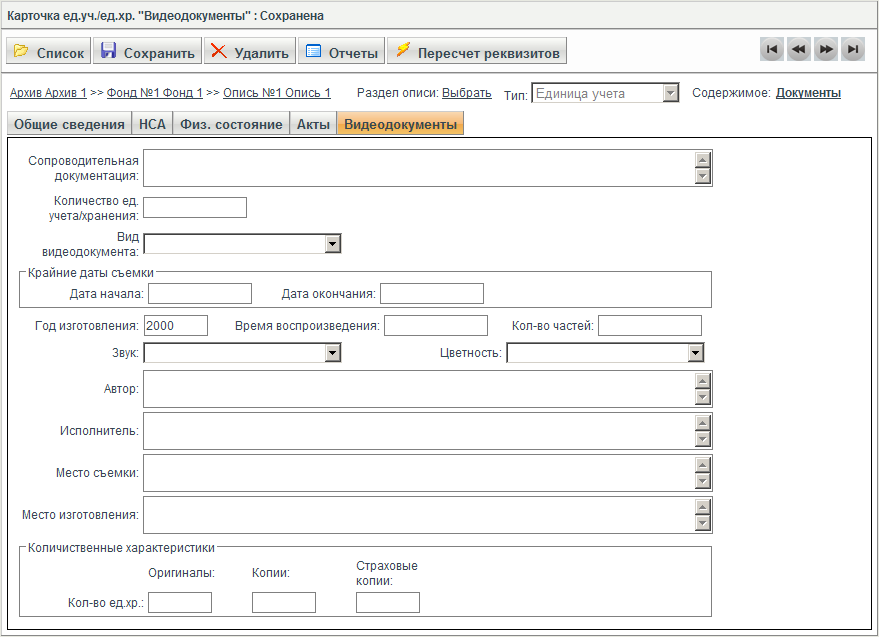 Карточка ед.уч./ед.хр. "Видеодокументы" : Сохранена
Список Сохранить Удалить Отчеты Пересчет реквизитов
Архив Архив 1 >> Фонд №1 Фонд 1 >> Опись №1 Опись 1 Раздел описи: Выбрать Тип: Единица учета Содержимое: Документы
Общие сведения НСА Физ. состояние Акты Видеодокументы
Сопроводительная
документация:
Количество ед.
учета/хранения:
Вид
видеодокумента:
Крайние даты съемки
Дата начала: Дата окончания:
Год изготовления: 2000 Время воспроизведения: Кол-во частей:
Звук: Цветность:
Автор:
Исполнитель:
Место съемки:
Место изготовления:
Количиственные характеристики
Оригиналы: Копии: Страховые
копии:
Кол-во ед.хр.: